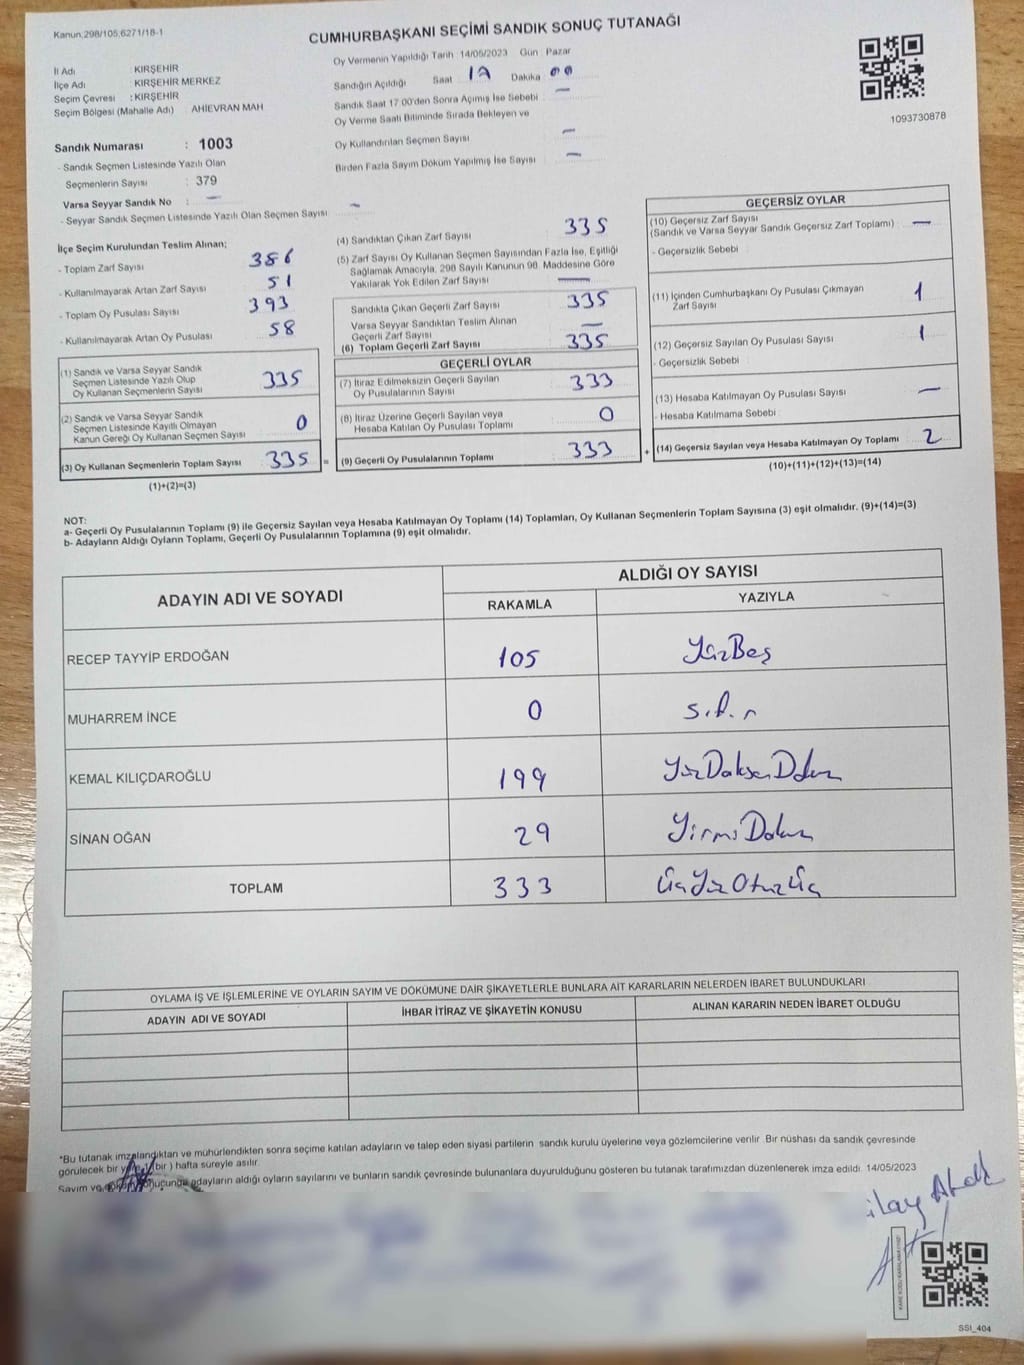 Kanun;298/105;6271/18-1
CUMHURBAŞKANI SEÇİMİ SANDIK SONUÇ TUTANAĞI
İl Adı KIRŞEHİR
İlçe Adı KIRŞEHİR MERKEZ
Seçim Çevresi : KIRŞEHİR
Seçim Bölgesi (Mahalle Adı) : AHİEVRAN MAH
Sandık Numarası : 1003
- Sandık Seçmen Listesinde Yazılı Olan
Seçmenlerin Sayısı : 379
Varsa Seyyar Sandık No : —
- Seyyar Sandık Seçmen Listesinde Yazılı Olan Seçmen Sayısı —
Oy Vermenin Yapıldığı Tarih : 14/05/2023 Gün : Pazar
Sandığın Açıldığı Saat Dakika
Sandık Saat 17:00'den Sonra Açımış İse Sebebi —
Oy Verme Saati Bitiminde Sırada Bekleyen ve
Oy Kullandırılan Seçmen Sayısı —
Birden Fazla Sayım Döküm Yapılmış İse Sayısı —
1093730878
İlçe Seçim Kurulundan Teslim Alınan;
- Toplam Zarf Sayısı 386
- Kullanılmayarak Artan Zarf Sayısı 51
- Toplam Oy Pusulası Sayısı 393
- Kullanılmayarak Artan Oy Pusulası 58
(1) Sandık ve Varsa Seyyar Sandık
Seçmen Listesinde Yazılı Olup
Oy Kullanan Seçmenlerin Sayısı 335
(2) Sandık ve Varsa Seyyar Sandık
Seçmen Listesinde Kayıtlı Olmayan
Kanun Gereği Oy Kullanan Seçmen Sayısı 0
(3) Oy Kullanan Seçmenlerin Toplam Sayısı 335 =
(1)+(2)=(3)
(4) Sandıktan Çıkan Zarf Sayısı 335
(5) Zarf Sayısı Oy Kullanan Seçmen Sayısından Fazla İse, Eşitliği
Sağlamak Amacıyla, 298 Sayılı Kanunun 98. Maddesine Göre
Yakılarak Yok Edilen Zarf Sayısı —
Sandıkta Çıkan Geçerli Zarf Sayısı 335
Varsa Seyyar Sandıktan Teslim Alınan
Geçerli Zarf Sayısı —
(6) Toplam Geçerli Zarf Sayısı 335
GEÇERLİ OYLAR
(7) İtiraz Edilmeksizin Geçerli Sayılan
Oy Pusulalarının Sayısı 333
(8) İtiraz Üzerine Geçerli Sayılan veya
Hesaba Katılan Oy Pusulası Toplamı 0
(9) Geçerli Oy Pusulalarının Toplamı 333 +
GEÇERSİZ OYLAR
(10) Geçersiz Zarf Sayısı
(Sandık ve Varsa Seyyar Sandık Geçersiz Zarf Toplamı) —
- Geçersizlik Sebebi
(11) İçinden Cumhurbaşkanı Oy Pusulası Çıkmayan
Zarf Sayısı 1
(12) Geçersiz Sayılan Oy Pusulası Sayısı 1
- Geçersizlik Sebebi
(13) Hesaba Katılmayan Oy Pusulası Sayısı —
- Hesaba Katılmama Sebebi
(14) Geçersiz Sayılan veya Hesaba Katılmayan Oy Toplamı 2
(10)+(11)+(12)+(13)=(14)
NOT:
a- Geçerli Oy Pusulalarının Toplamı (9) ile Geçersiz Sayılan veya Hesaba Katılmayan Oy Toplamı (14) Toplamları, Oy Kullanan Seçmenlerin Toplam Sayısına (3) eşit olmalıdır. (9)+(14)=(3)
b- Adayların Aldığı Oyların Toplamı, Geçerli Oy Pusulalarının Toplamına (9) eşit olmalıdır.
ADAYIN ADI VE SOYADI ALDIĞI OY SAYISI
RAKAMLA YAZIYLA
RECEP TAYYİP ERDOĞAN 105 YüzBeş
MUHARREM İNCE 0 sıfır
KEMAL KILIÇDAROĞLU 199 YüzDoksanDokuz
SİNAN OĞAN 29 YirmiDokuz
TOPLAM 333 ÜçYüzOtuzÜç
OYLAMA İŞ VE İŞLEMLERİNE VE OYLARIN SAYIM VE DÖKÜMÜNE DAİR ŞİKAYETLERLE BUNLARA AİT KARARLARIN NELERDEN İBARET BULUNDUKLARI
ADAYIN ADI VE SOYADI İHBAR İTİRAZ VE ŞİKAYETİN KONUSU ALINAN KARARIN NEDEN İBARET OLDUĞU
*Bu tutanak imzalandıktan ve mühürlendikten sonra seçime katılan adayların ve talep eden siyasi partilerin sandık kurulu üyelerine veya gözlemcilerine verilir. Bir nüshası da sandık çevresinde
görülecek bir yere 1 (bir ) hafta süreyle asılır.
Sayım ve döküm sonucunda adayların aldığı oyların sayılarını ve bunların sandık çevresinde bulunanlara duyurulduğunu gösteren bu tutanak tarafımızdan düzenlenerek imza edildi. 14/05/2023
SSI_404